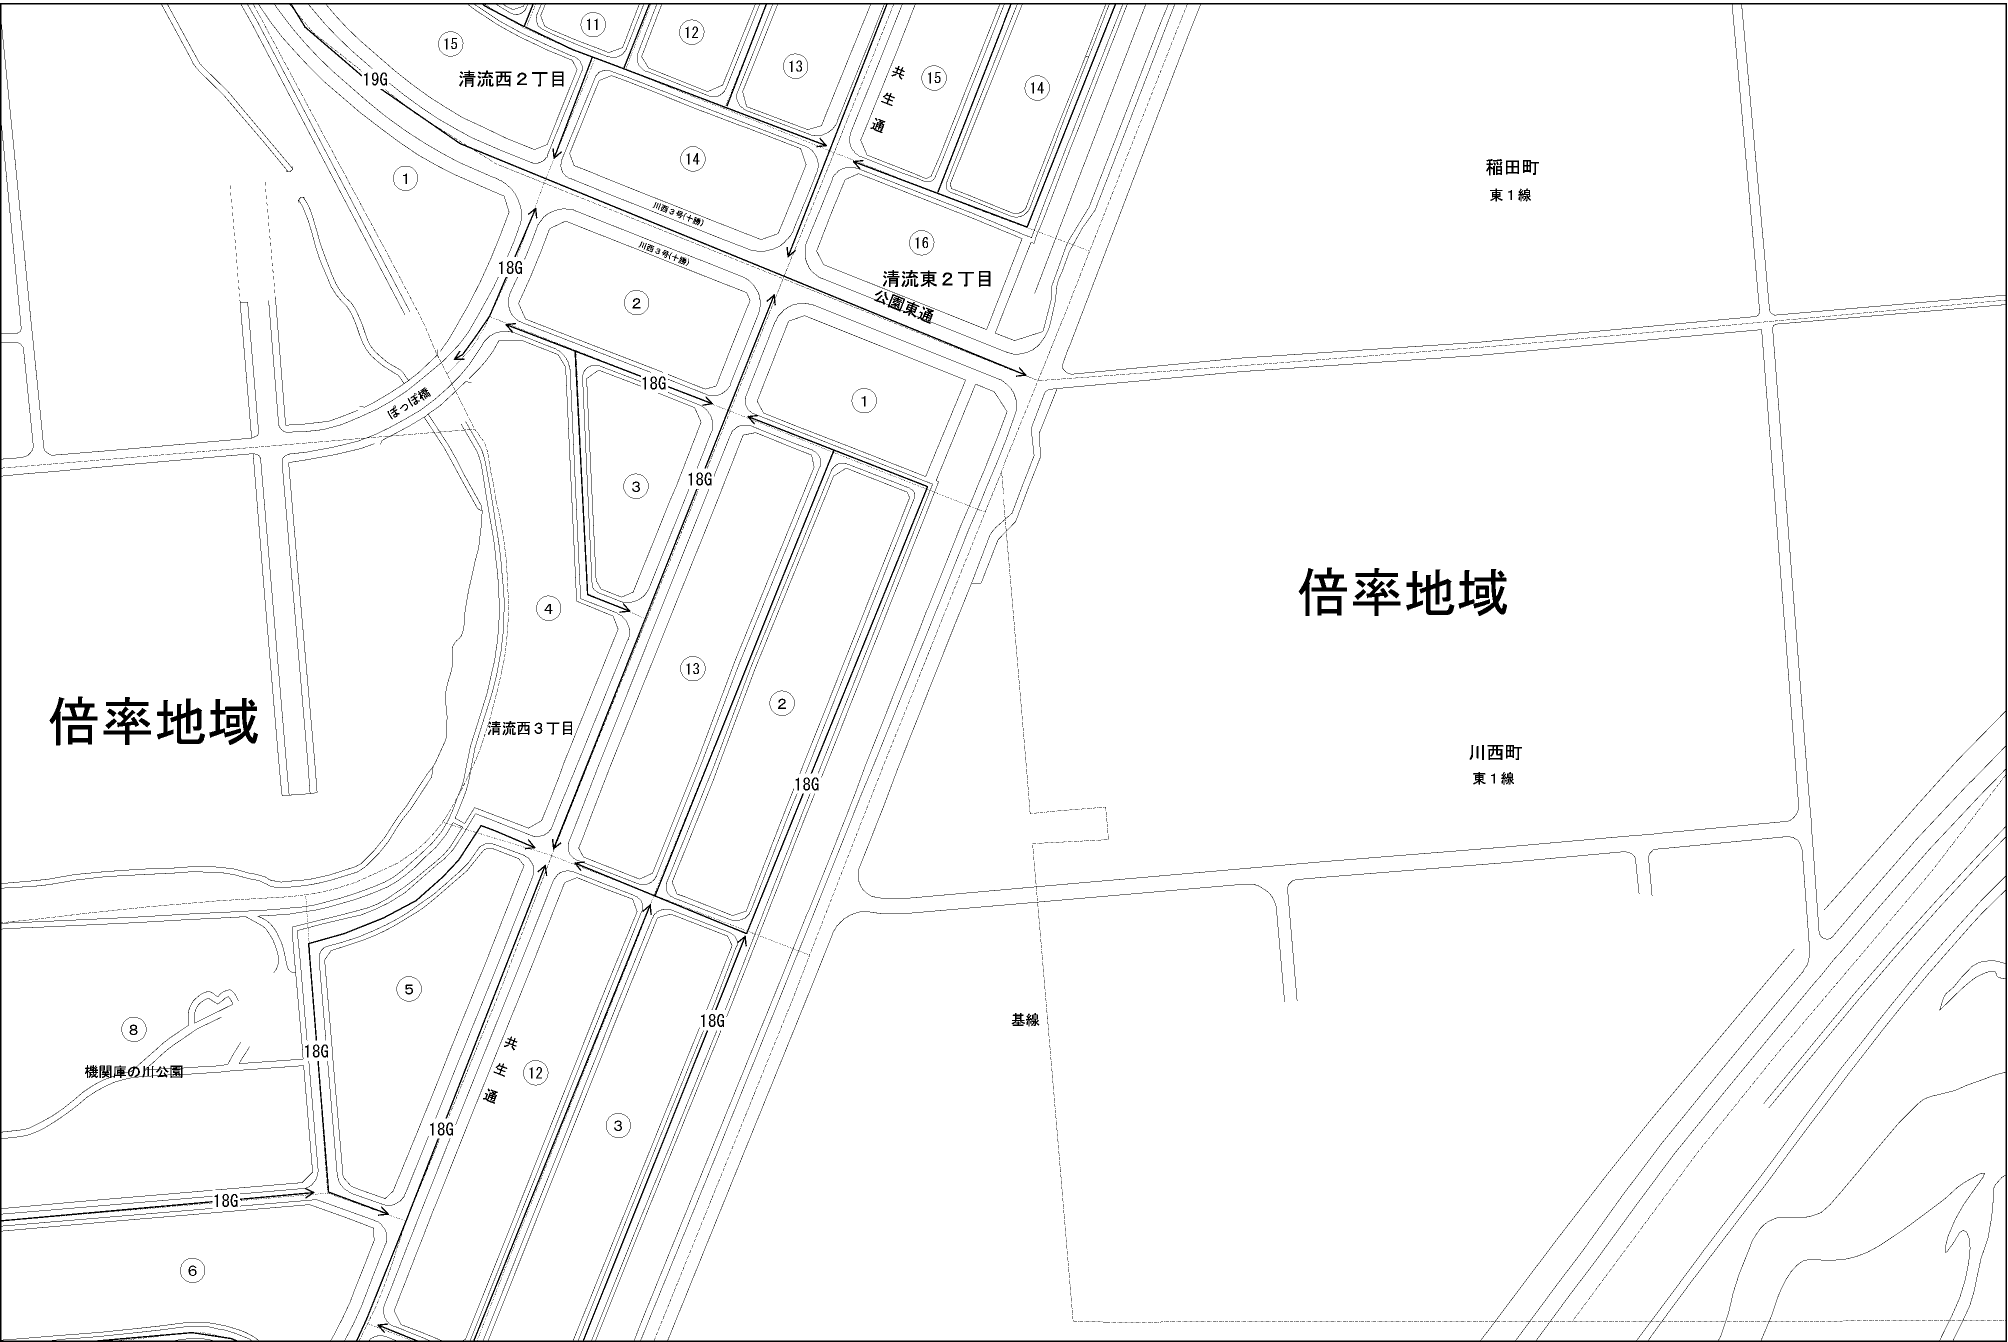 ⑪
⑫
⑮
⑬
⑮
⑭
19G
清流西２丁目
共生通
稲田町
東１線
⑭
①
川西３号(十勝)
川西３号(十勝)
⑯
清流東２丁目
公園東通
18G
②
18G
①
ぽっぽ橋
③
18G
倍率地域
④
⑬
②
倍率地域
清流西３丁目
川西町
東１線
18G
⑤
基線
18G
⑧
18G
機関庫の川公園
共生通
⑫
③
18G
18G
⑥